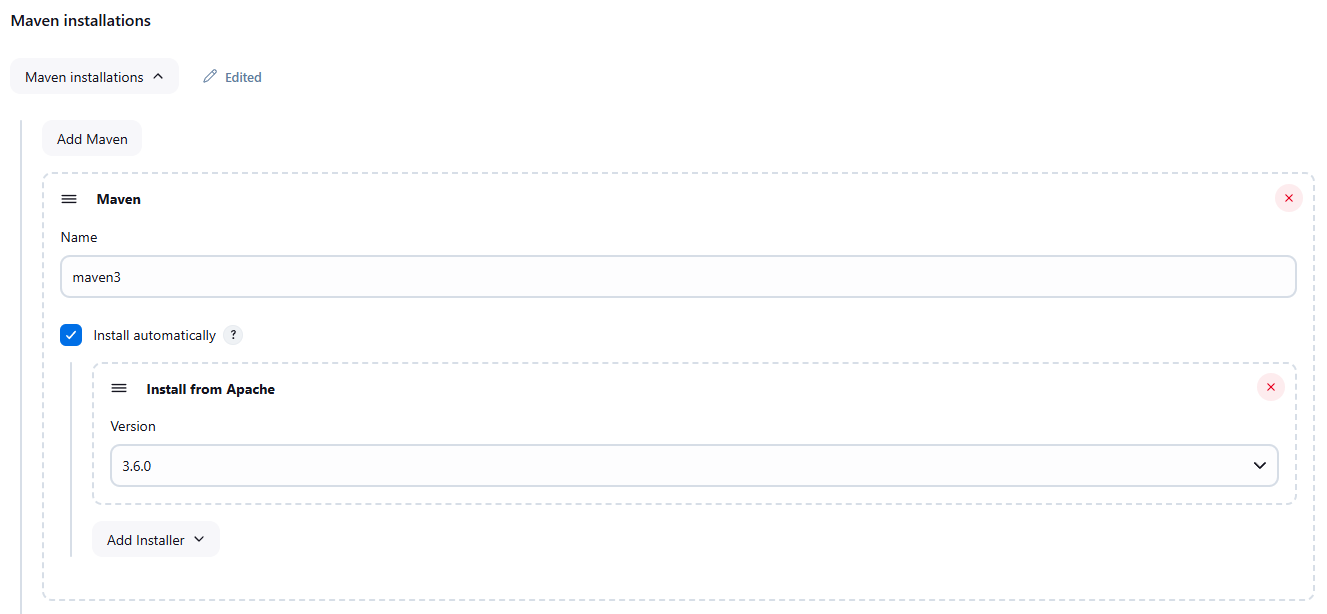 Maven installations
Maven installations Edited
Add Maven
Maven
Name
maven3
Install automatically ?
Install from Apache
Version
3.6.0
Add Installer